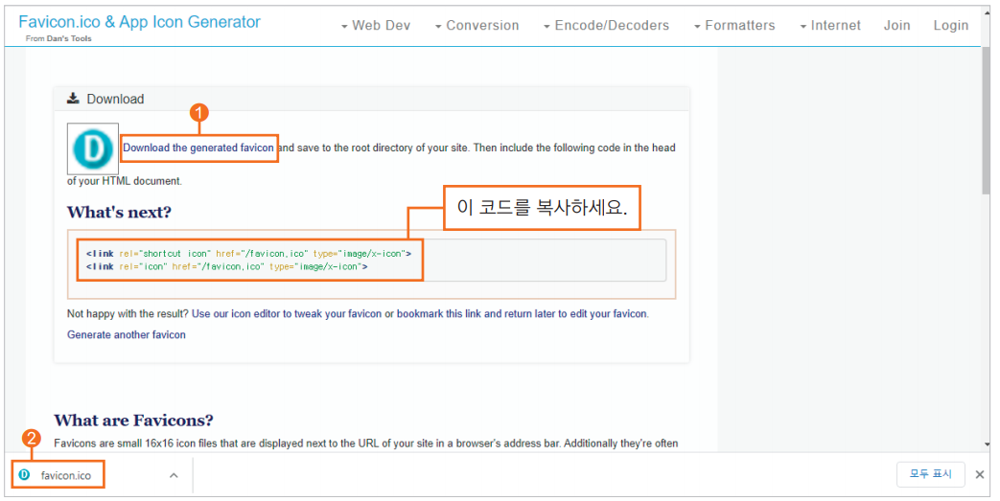 Favicon.ico & App Icon Generator
From Dan's Tools
Web Dev Conversion Encode/Decoders Formatters Internet Join Login
Download
1
D
Download the generated favicon and save to the root directory of your site. Then include the following code in the head
of your HTML document.
이 코드를 복사하세요.
What's next?
<link rel="shortcut icon" href="/favicon.ico" type="image/x-icon">
<link rel="icon" href="/favicon.ico" type="image/x-icon">
Not happy with the result? Use our icon editor to tweak your favicon or bookmark this link and return later to edit your favicon.
Generate another favicon
What are Favicons?
2
Favicons are small 16x16 icon files that are displayed next to the URL of your site in a browser's address bar. Additionally they're often
D favicon.ico
모두 표시